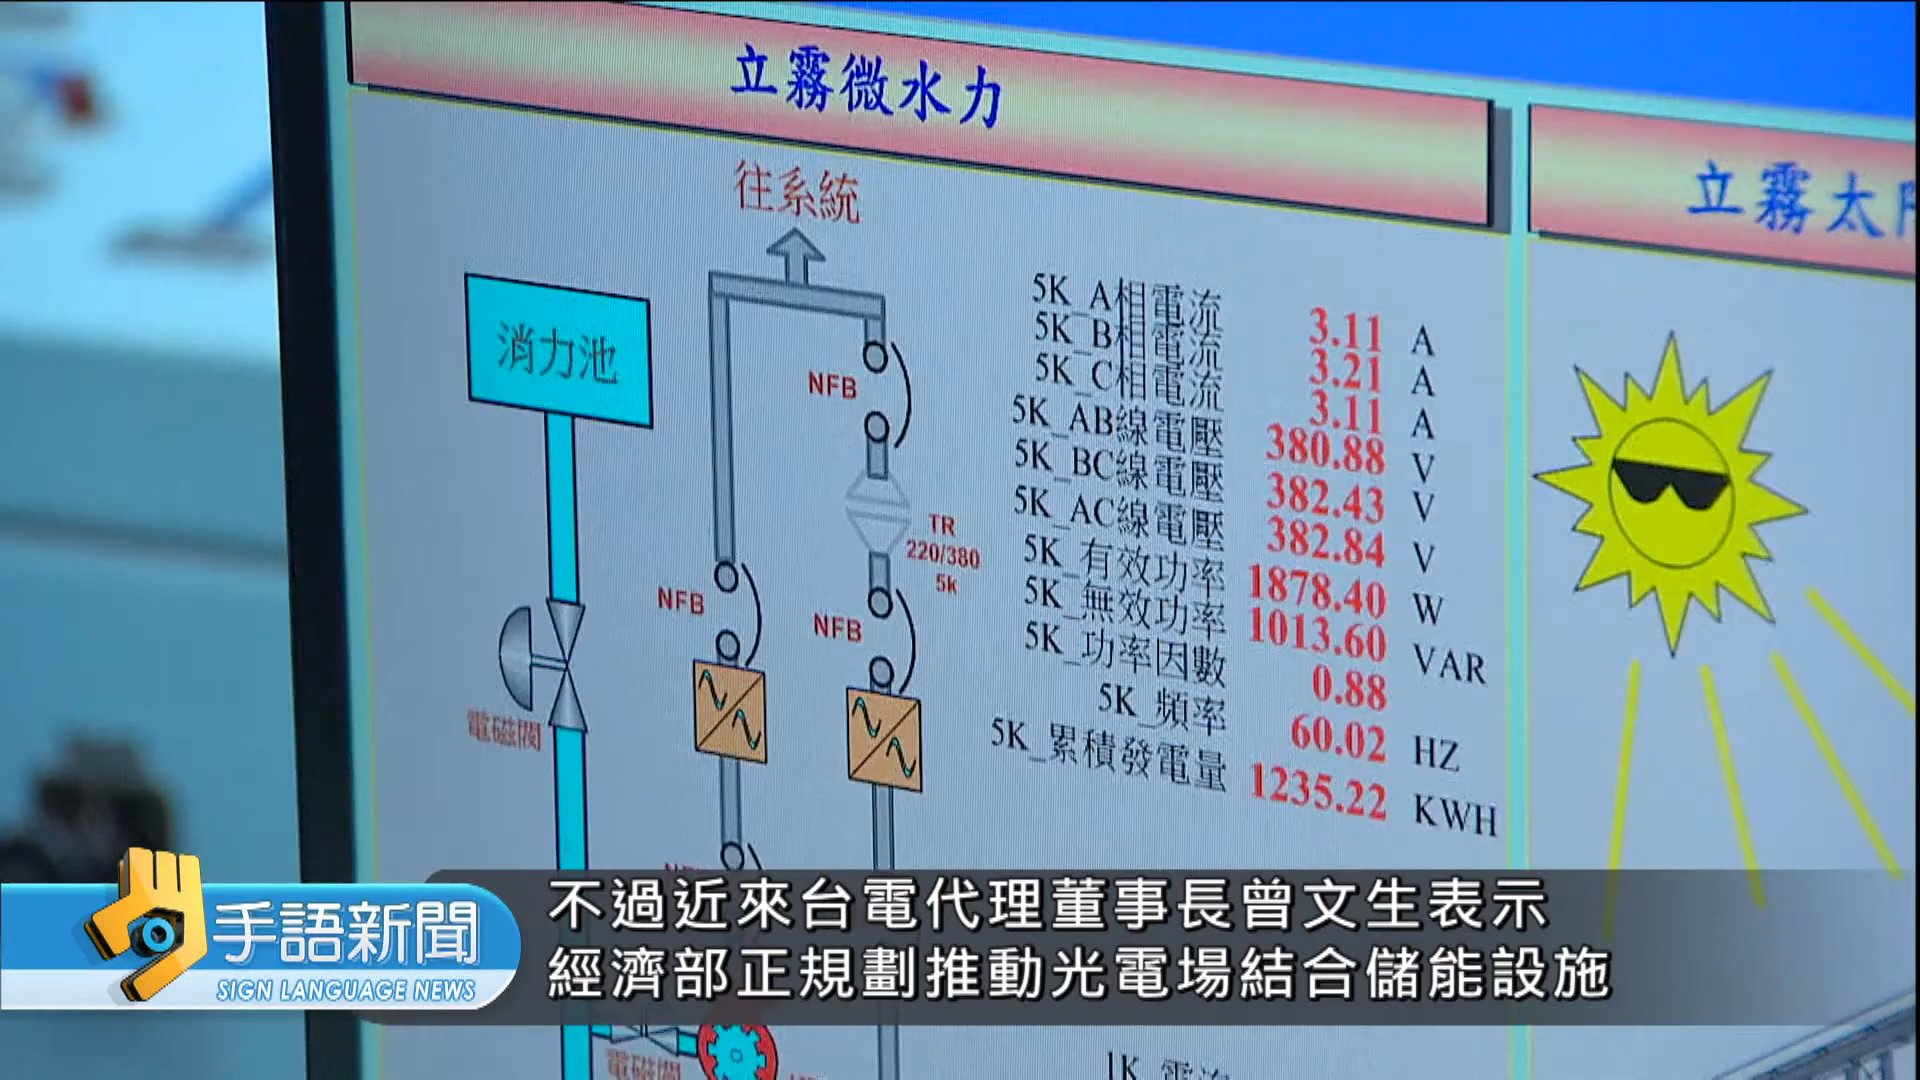 立霧微水力
立霧太
往系統
消力池
NFB
TR
220/380
5k
NFB
NFB
電磁閥
5K_A相電流 3.11 A
5K_B相電流 3.21 A
5K_C相電流 3.11 A
5K_AB線電壓 380.88 V
5K_BC線電壓 382.43 V
5K_AC線電壓 382.84 V
5K_有效功率 1878.40 W
5K_無效功率 1013.60 VAR
5K_功率因數 0.88
5K_頻率 60.02 HZ
5K_累積發電量 1235.22 KWH
手語新聞
SIGN LANGUAGE NEWS
不過近來台電代理董事長曾文生表示
經濟部正規劃推動光電場結合儲能設施
電磁閥
1K_電流